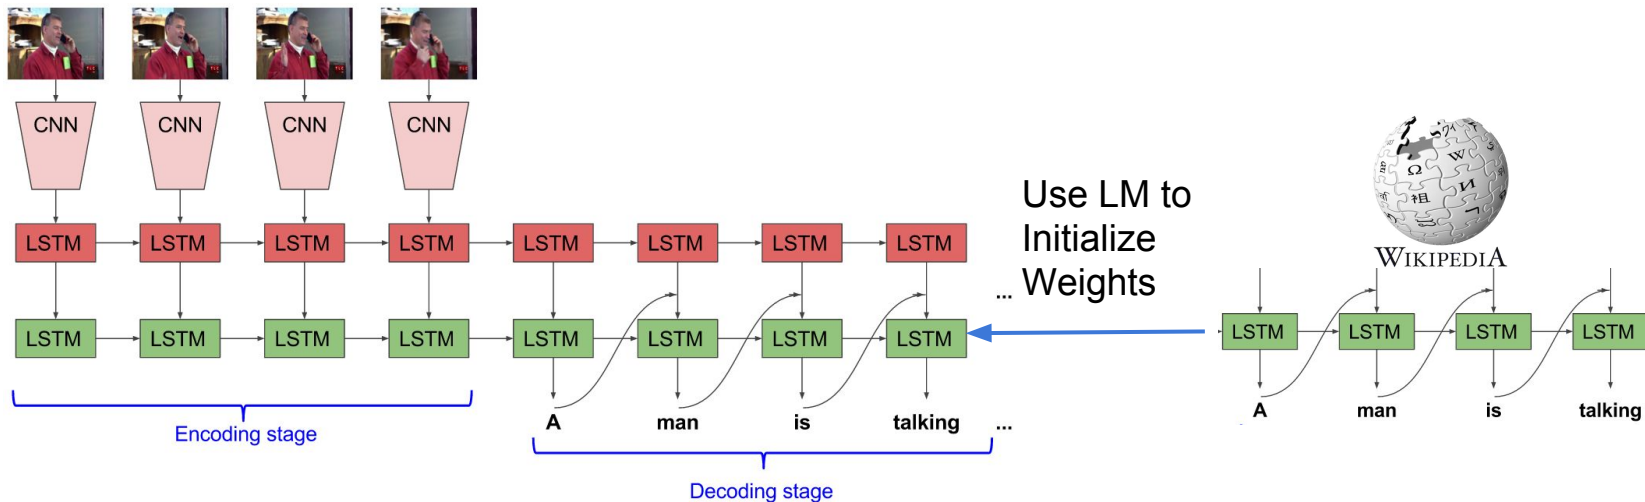 CNN CNN CNN CNN
Use LM to
Initialize
Weights
WIKIPEDIA
LSTM LSTM LSTM LSTM LSTM LSTM LSTM LSTM
...
LSTM LSTM LSTM LSTM LSTM LSTM LSTM LSTM
LSTM LSTM LSTM LSTM
A man is talking ...
A man is talking
Encoding stage
Decoding stage